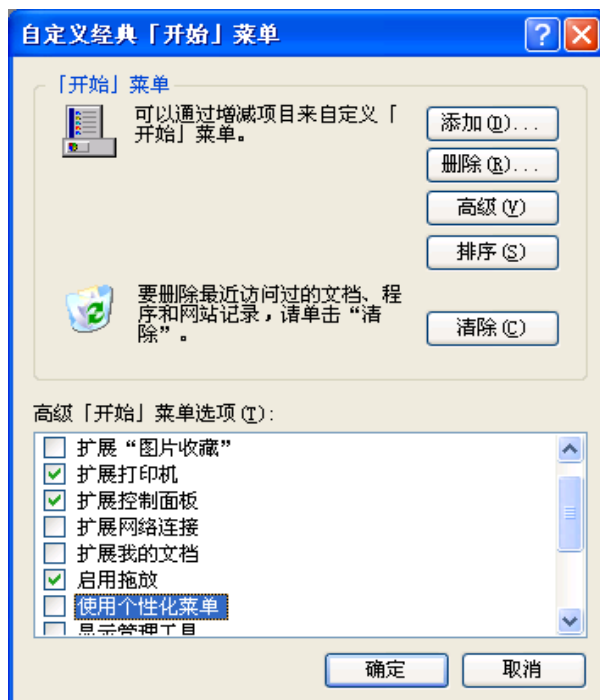 自定义经典「开始」菜单
「开始」菜单
可以通过增减项目来自定义「
开始」菜单。
添加(D)...
删除(R)...
高级(V)
排序(S)
要删除最近访问过的文档、程
序和网站记录，请单击“清
除”。
清除(C)
高级「开始」菜单选项(T):
扩展“图片收藏”
扩展打印机
扩展控制面板
扩展网络连接
扩展我的文档
启用拖放
使用个性化菜单
显示管理工具
确定
取消